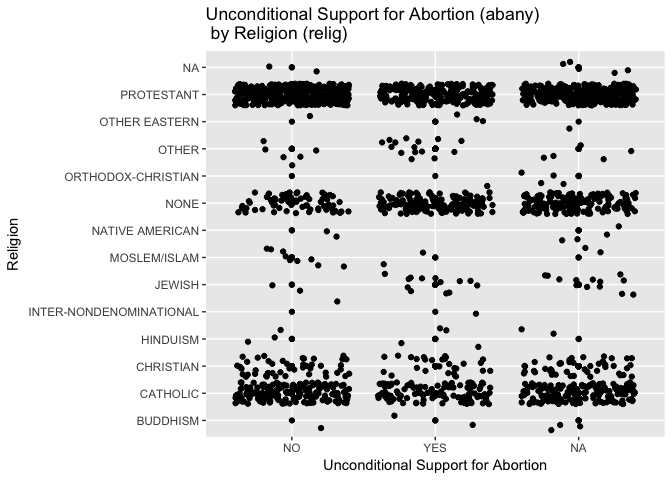 Unconditional Support for Abortion (abany)
by Religion (relig)
NA
PROTESTANT
OTHER EASTERN
OTHER
ORTHODOX-CHRISTIAN
NONE
NATIVE AMERICAN
MOSLEM/ISLAM
JEWISH
INTER-NONDENOMINATIONAL
HINDUISM
CHRISTIAN
CATHOLIC
BUDDHISM
Religion
NO YES NA
Unconditional Support for Abortion